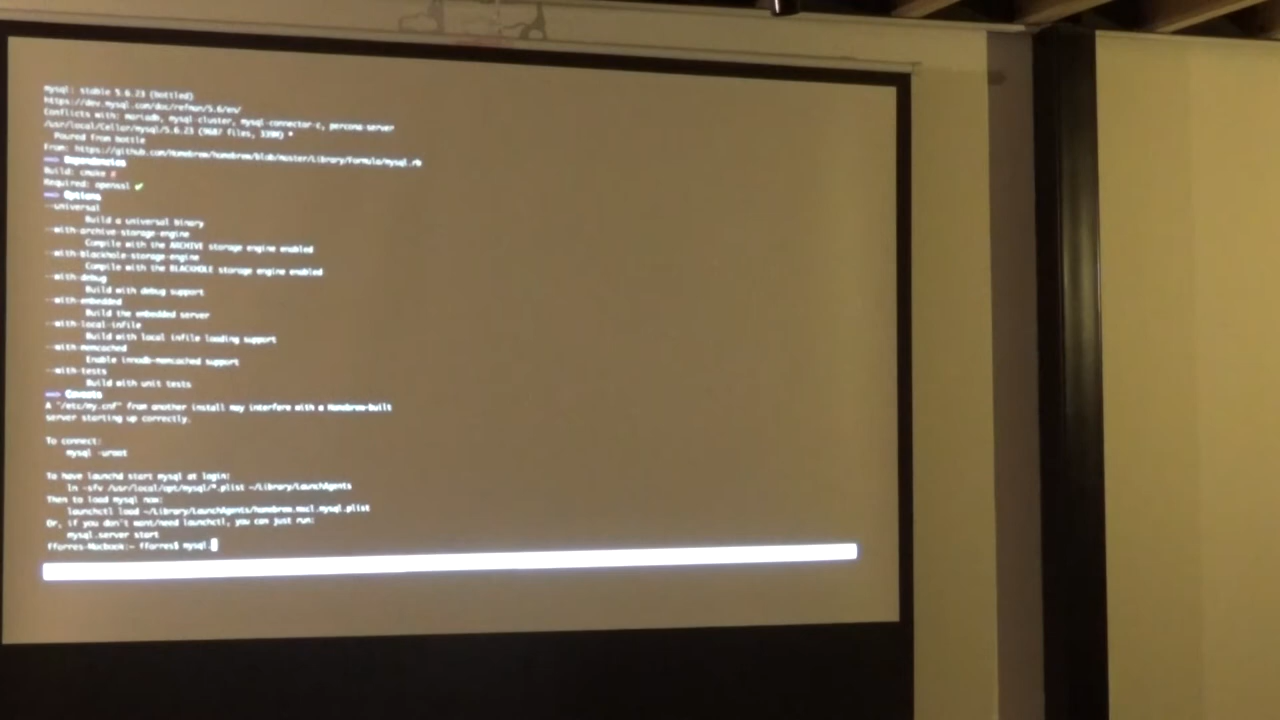 mysql: stable 5.6.23 (bottled)
https://dev.mysql.com/doc/refman/5.6/en/
Conflicts with: mariadb, mysql-cluster, mysql-connector-c, percona-server
/usr/local/Cellar/mysql/5.6.23 (9687 files, 339M) *
Poured from bottle
From: https://github.com/Homebrew/homebrew/blob/master/Library/Formula/mysql.rb
==> Dependencies
Build: cmake ✘
Required: openssl ✔
==> Options
--universal
Build a universal binary
--with-archive-storage-engine
Compile with the ARCHIVE storage engine enabled
--with-blackhole-storage-engine
Compile with the BLACKHOLE storage engine enabled
--with-debug
Build with debug support
--with-embedded
Build the embedded server
--with-local-infile
Build with local infile loading support
--with-memcached
Enable innodb-memcached support
--with-tests
Build with unit tests
==> Caveats
A "/etc/my.cnf" from another install may interfere with a Homebrew-built
server starting up correctly.
To connect:
mysql -uroot
To have launchd start mysql at login:
ln -sfv /usr/local/opt/mysql/*.plist ~/Library/LaunchAgents
Then to load mysql now:
launchctl load ~/Library/LaunchAgents/homebrew.mxcl.mysql.plist
Or, if you don't want/need launchctl, you can just run:
mysql.server start
fforres-Macbook:~ fforres$ mysql.